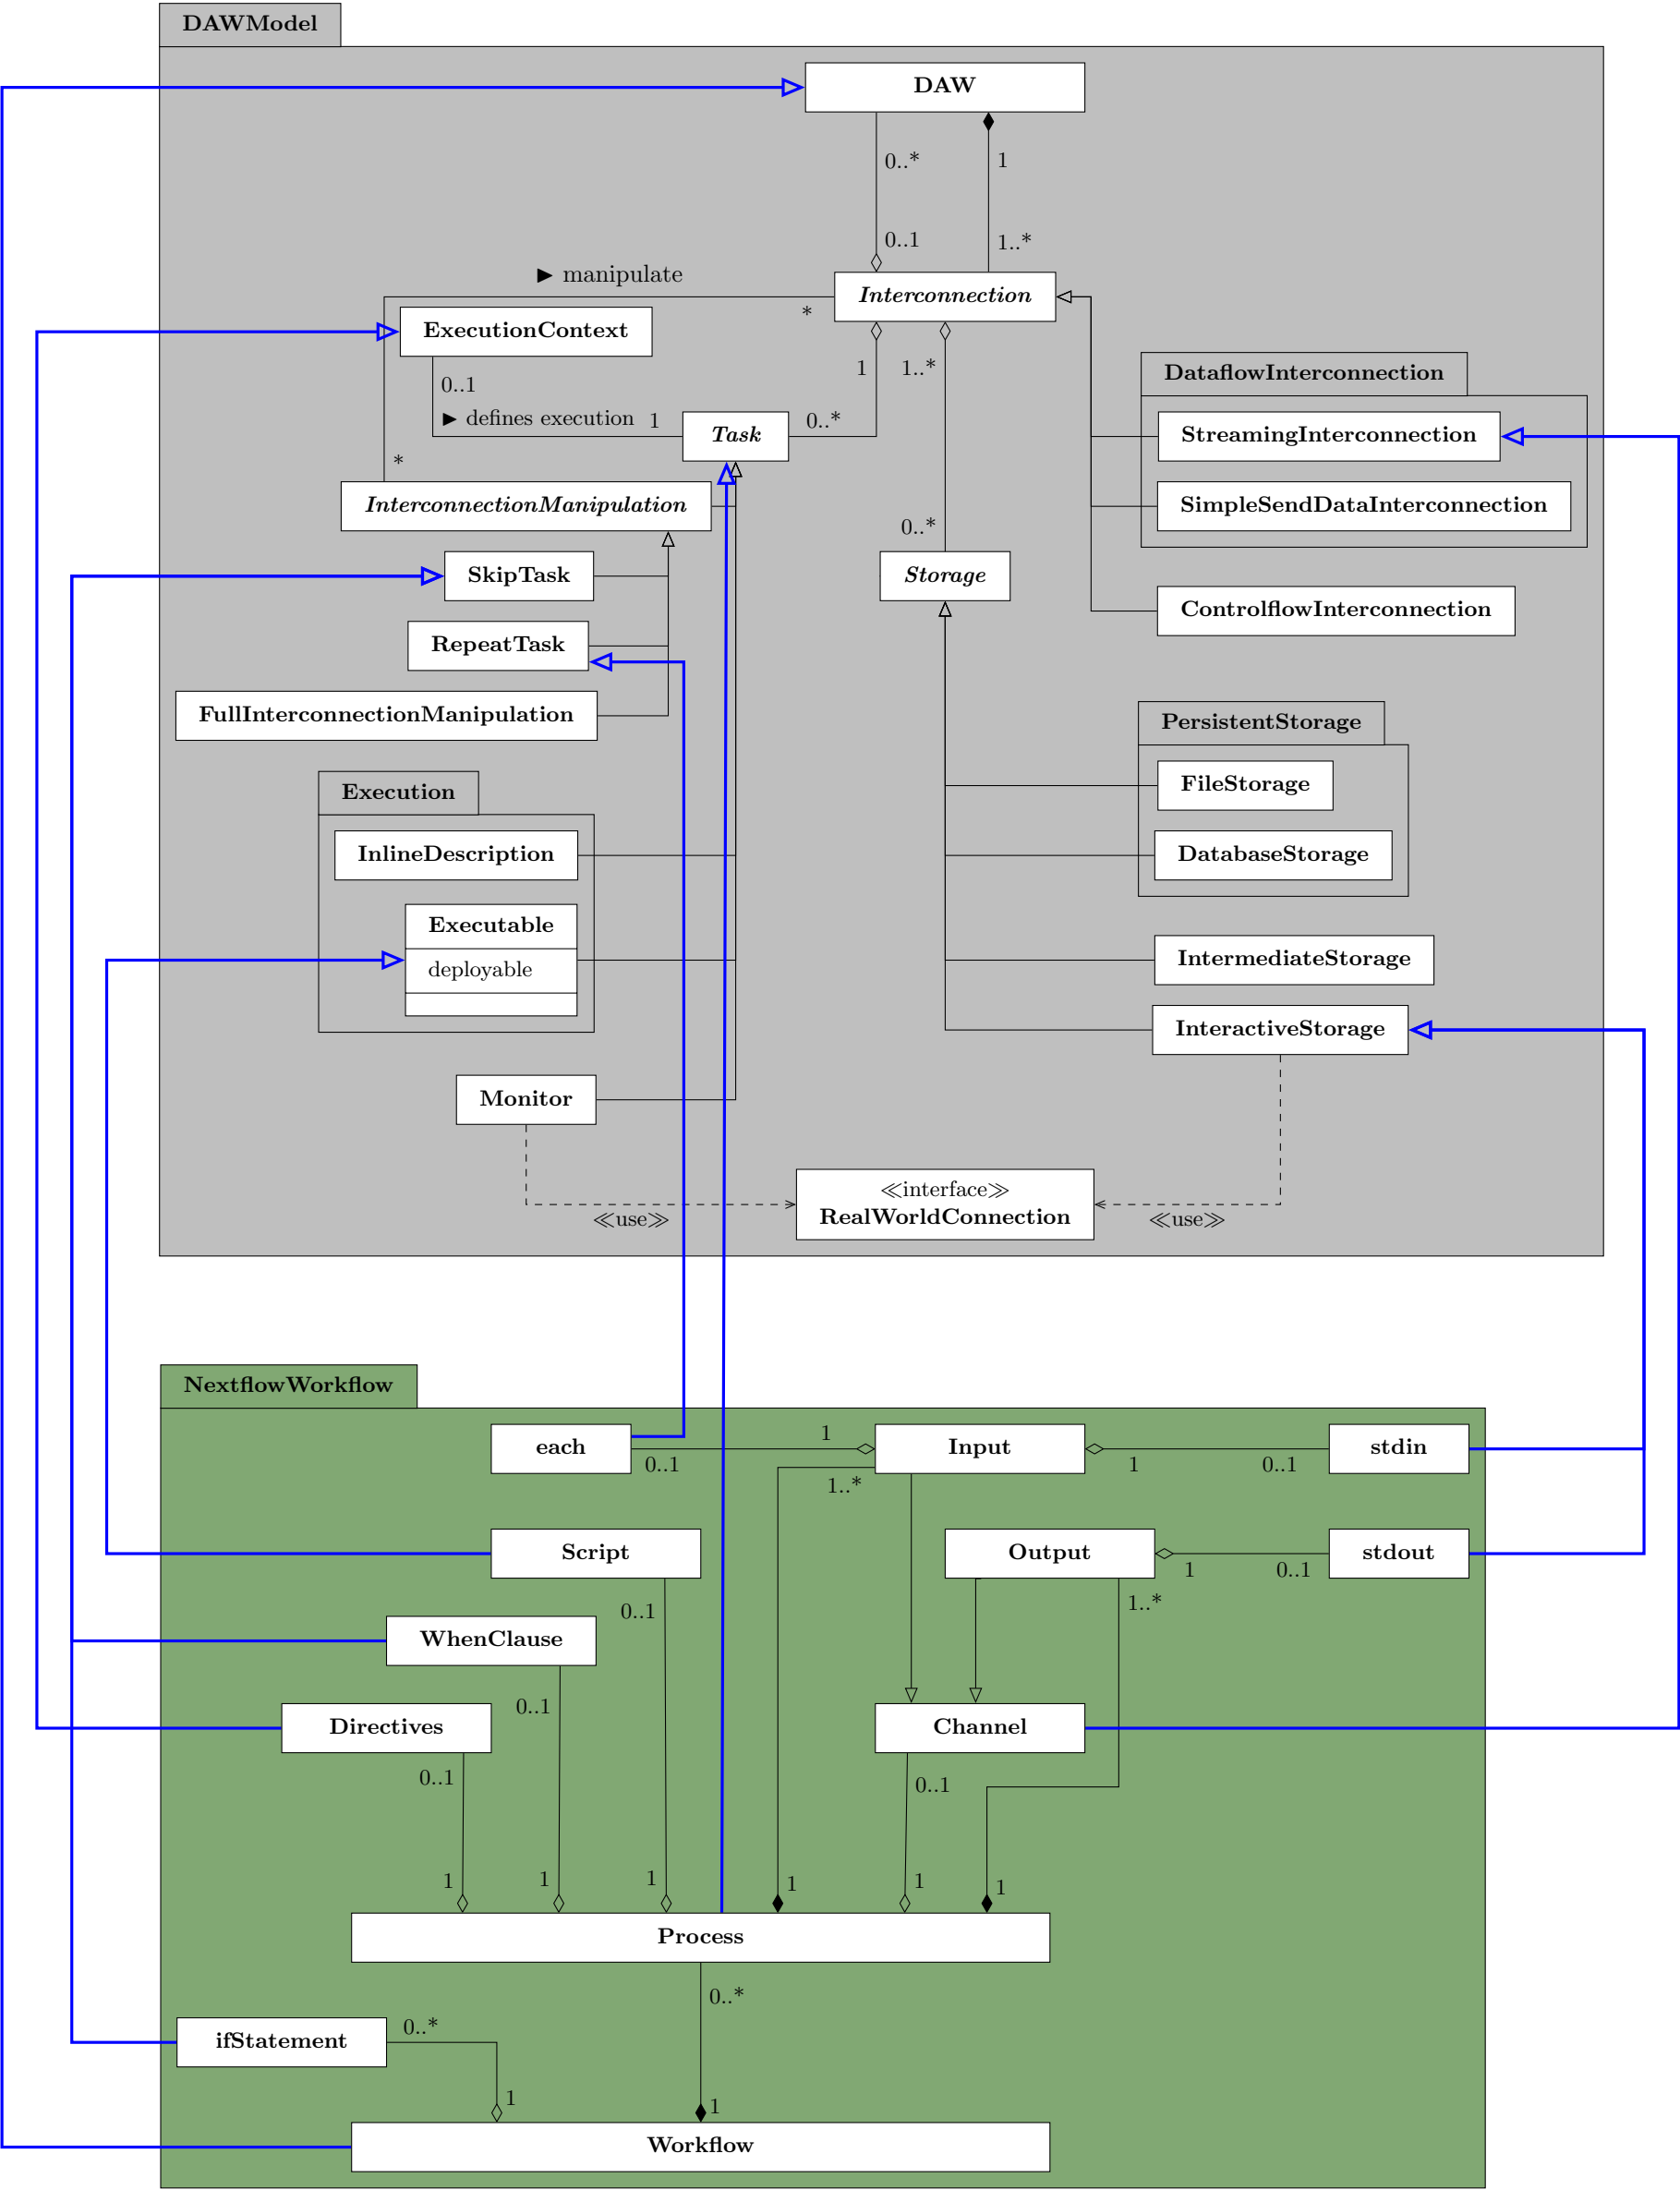 DAWModel
DAW
0..*
1
0..1
1..*
► manipulate
Interconnection
*
ExecutionContext
0..1
1
1..*
DataflowInterconnection
► defines execution
1
Task
0..*
StreamingInterconnection
*
InterconnectionManipulation
SimpleSendDataInterconnection
0..*
SkipTask
Storage
ControlflowInterconnection
RepeatTask
FullInterconnectionManipulation
PersistentStorage
Execution
FileStorage
InlineDescription
DatabaseStorage
Executable
deployable
IntermediateStorage
InteractiveStorage
Monitor
≪interface≫
RealWorldConnection
≪use≫
≪use≫
NextflowWorkflow
each
1
Input
stdin
0..1
1
0..1
1..*
Script
Output
stdout
1
0..1
0..1
1..*
WhenClause
0..1
Directives
Channel
0..1
0..1
1
1
1
1
1
1
Process
0..*
ifStatement
0..*
1
1
Workflow